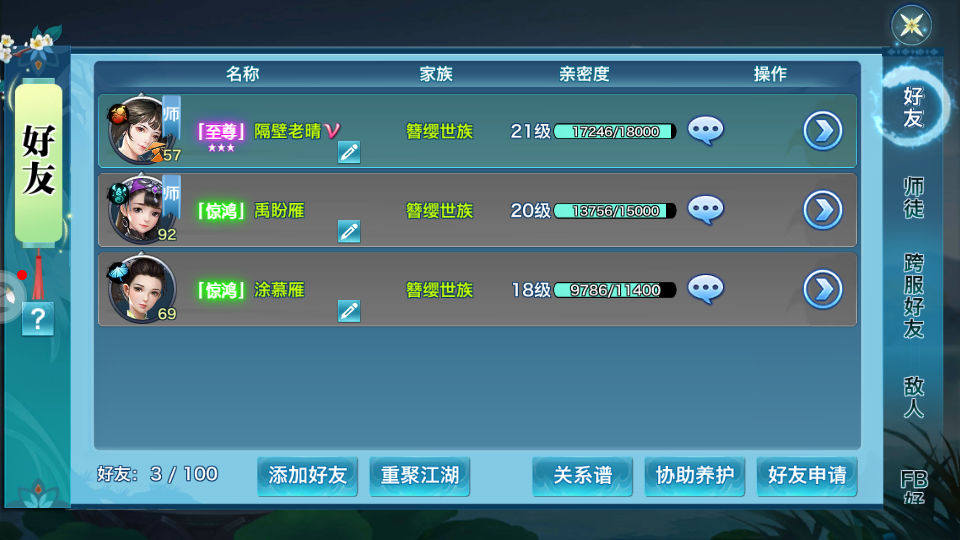 名称 家族 亲密度 操作
师
「至尊」 隔壁老晴 簪缨世族 21级 17246/18000
57
师
「惊鸿」 禹盼雁 簪缨世族 20级 13756/15000
92
「惊鸿」 涂慕雁 簪缨世族 18级 9786/11400
69
好友
?
好友: 3 / 100
添加好友 重聚江湖 关系谱 协助养护 好友申请
好友
师徒
跨服好友
敌人
FB好